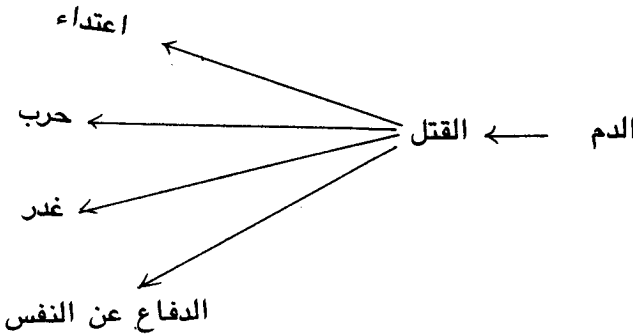 اعتداء
الدم ← القتل ← حرب
غدر
الدفاع عن النفس